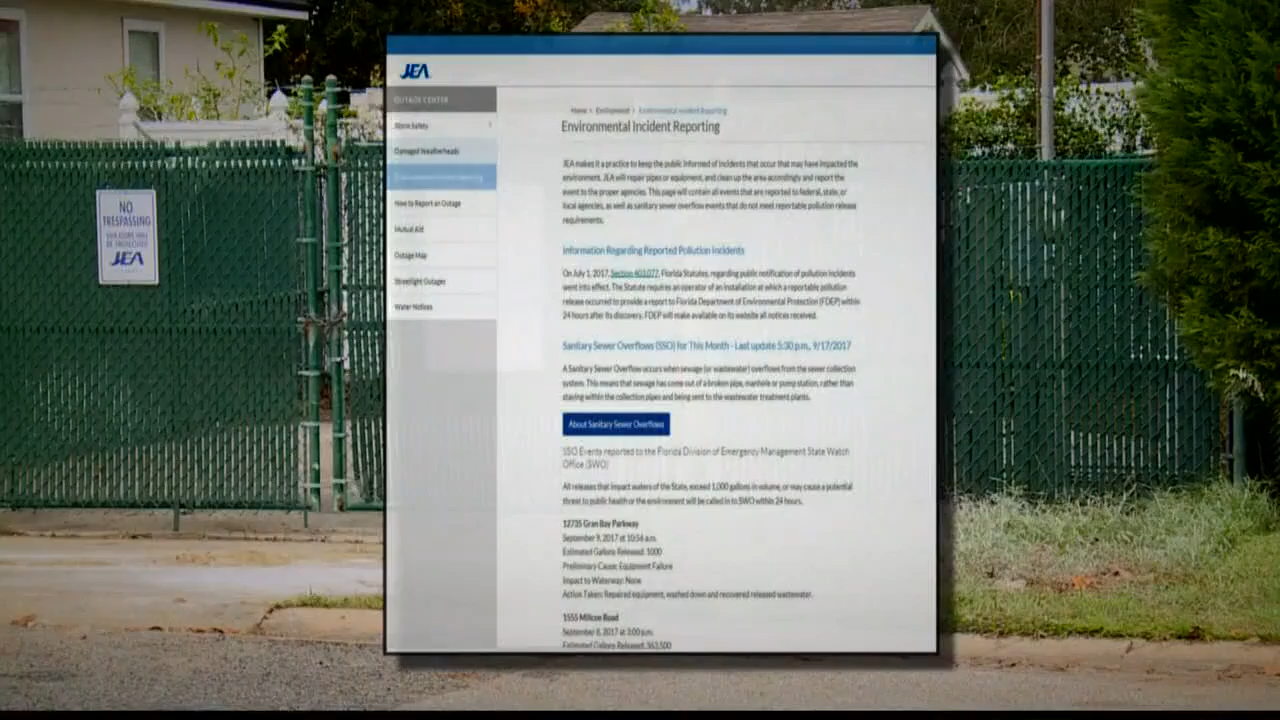 NO
TRESPASSING
JEA
JEA
OUTAGE CENTER
Storm Safety
Damaged Weatherheads
Environmental Incident Reporting
How to Report an Outage
Mutual Aid
Outage Map
Streetlight Outages
Water Notices
Home > Environment > Environmental Incident Reporting
Environmental Incident Reporting
JEA makes it a practice to keep the public informed of incidents that occur that may have impacted the
environment. JEA will repair pipes or equipment, and clean up the area accordingly and report the
event to the proper agencies. This page will contain all events that are reported to federal, state, or
local agencies, as well as sanitary sewer overflow events that do not meet reportable pollution release
requirements.
Information Regarding Reported Pollution Incidents
On July 1, 2017, Section 403.077, Florida Statutes, regarding public notification of pollution incidents
went into effect. The Statute requires an operator of an installation at which a reportable pollution
release occurred to provide a report to Florida Department of Environmental Protection (FDEP) within
24 hours after its discovery. FDEP will make available on its website all notices received.
Sanitary Sewer Overflows (SSO) for This Month - Last update 5:30 p.m., 9/17/2017
A Sanitary Sewer Overflow occurs when sewage (or wastewater) overflows from the sewer collection
system. This means that sewage has come out of a broken pipe, manhole or pump station, rather than
staying within the collection pipes and being sent to the wastewater treatment plants.
About Sanitary Sewer Overflows
SSO Events reported to the Florida Division of Emergency Management State Watch
Office (SWO)
All releases that impact waters of the State, exceed 1,000 gallons in volume, or may cause a potential
threat to public health or the environment will be called in to SWO within 24 hours.
12735 Gran Bay Parkway
September 9, 2017 at 10:56 a.m.
Estimated Gallons Released: 1000
Preliminary Cause: Equipment Failure
Impact to Waterway: None
Action Taken: Repaired equipment, washed down and recovered released wastewater.
1555 Millcoe Road
September 8, 2017 at 3:00 p.m.
Estimated Gallons Released: 363,500